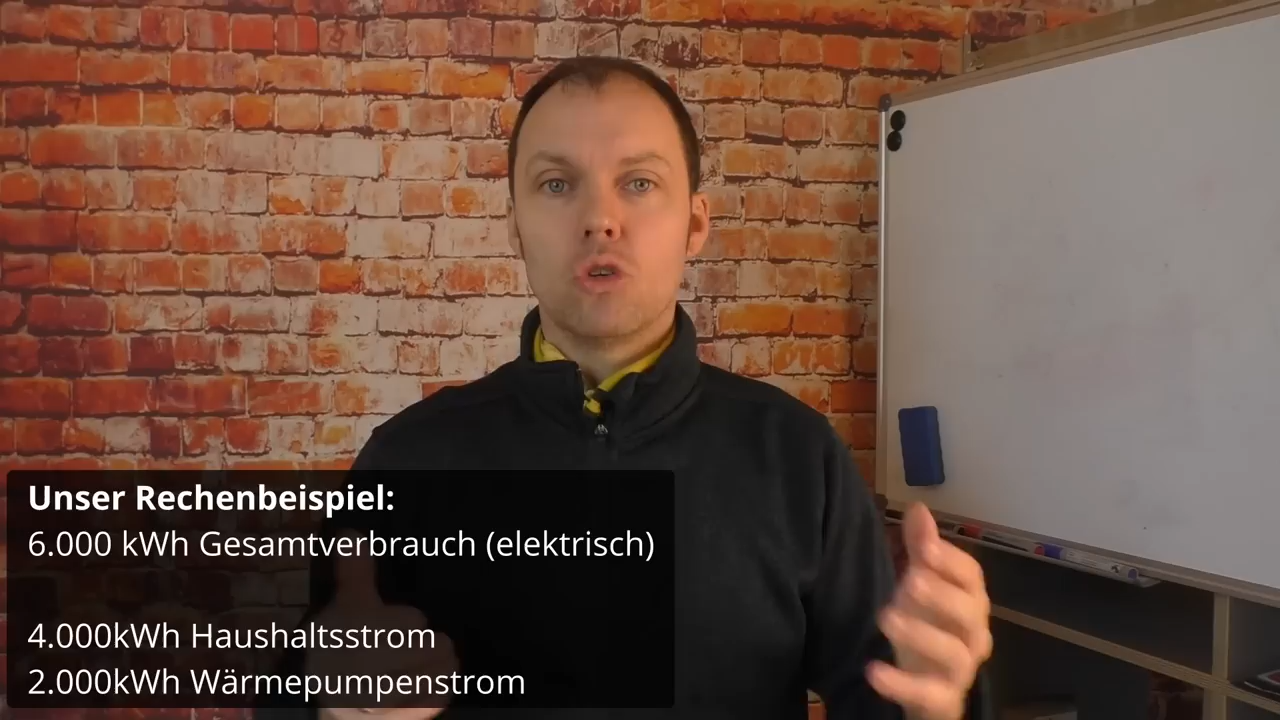 Unser Rechenbeispiel:
6.000 kWh Gesamtverbrauch (elektrisch)
4.000kWh Haushaltsstrom
2.000kWh Wärmepumpenstrom